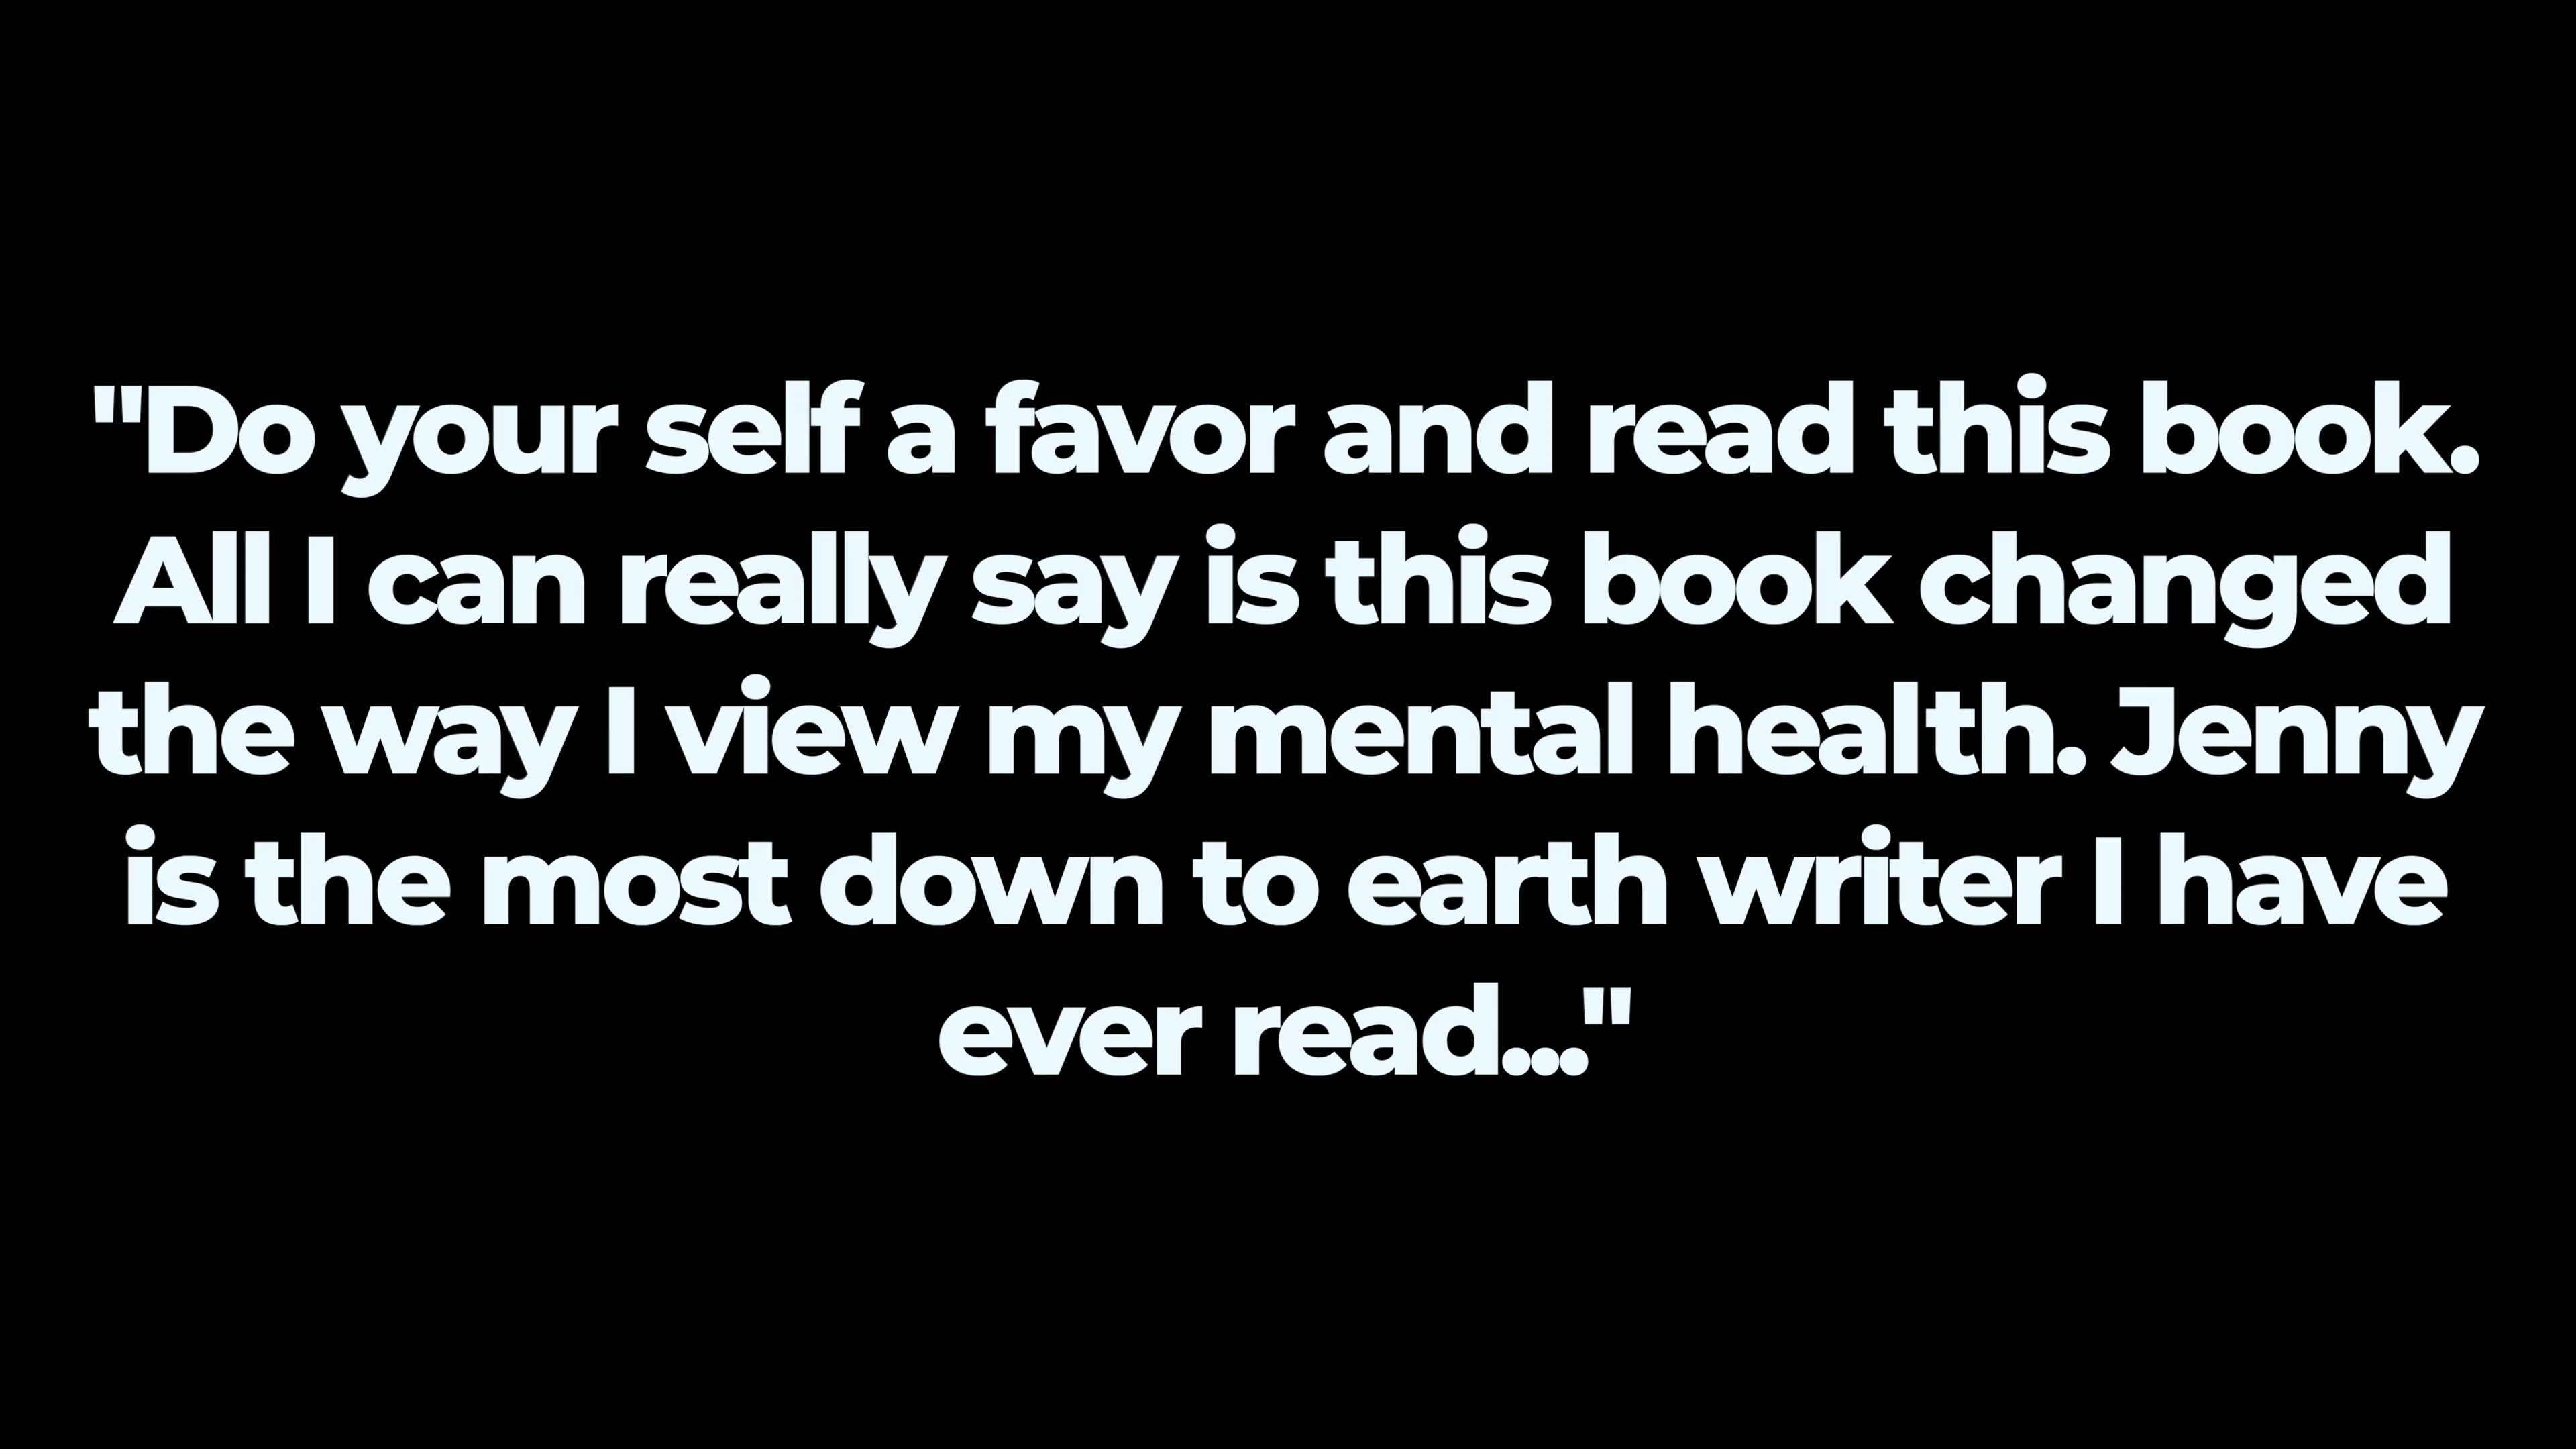 "Do your self a favor and read this book.
All I can really say is this book changed
the way I view my mental health. Jenny
is the most down to earth writer I have
ever read..."